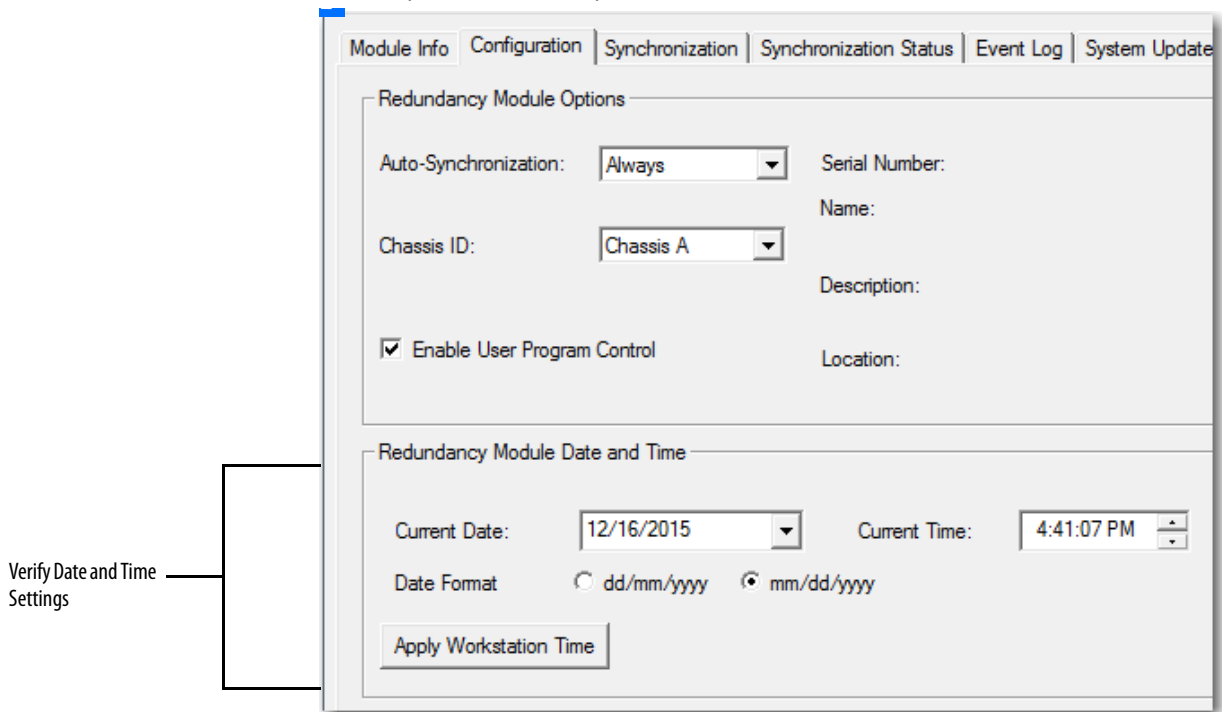 Module Info Configuration Synchronization Synchronization Status Event Log System Update
Redundancy Module Options
Auto-Synchronization: Always Serial Number:
Name:
Chassis ID: Chassis A
Description:
Enable User Program Control
Location:
Redundancy Module Date and Time
Current Date: 12/16/2015 Current Time: 4:41:07 PM
Verify Date and Time
Settings
Date Format dd/mm/yyyy mm/dd/yyyy
Apply Workstation Time